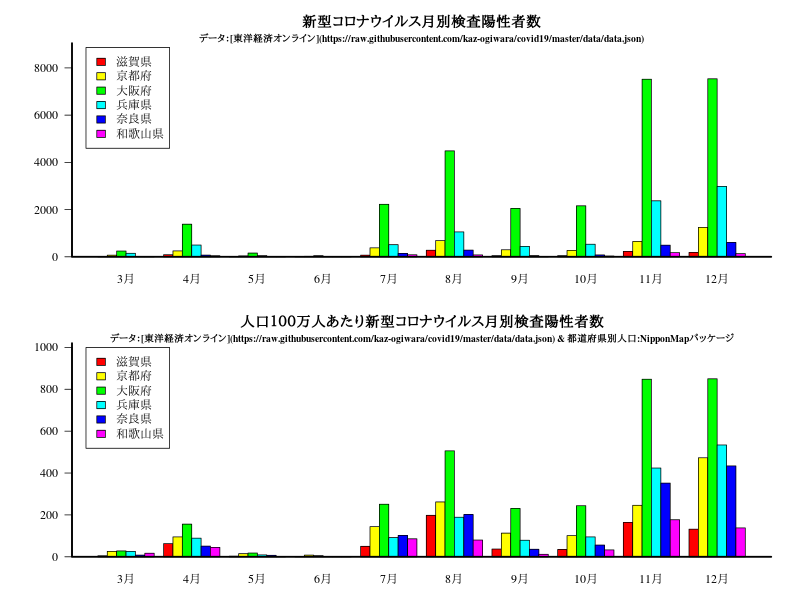 新型コロナウイルス月別検査陽性者数
データ:[東洋経済オンライン](https://raw.githubusercontent.com/kaz-ogiwara/covid19/master/data/data.json)
滋賀県
京都府
大阪府
兵庫県
奈良県
和歌山県
8000
6000
4000
2000
0
3月 4月 5月 6月 7月 8月 9月 10月 11月 12月
人口100万人あたり新型コロナウイルス月別検査陽性者数
データ:[東洋経済オンライン](https://raw.githubusercontent.com/kaz-ogiwara/covid19/master/data/data.json) & 都道府県別人口:NipponMapパッケージ
滋賀県
京都府
大阪府
兵庫県
奈良県
和歌山県
1000
800
600
400
200
0
3月 4月 5月 6月 7月 8月 9月 10月 11月 12月